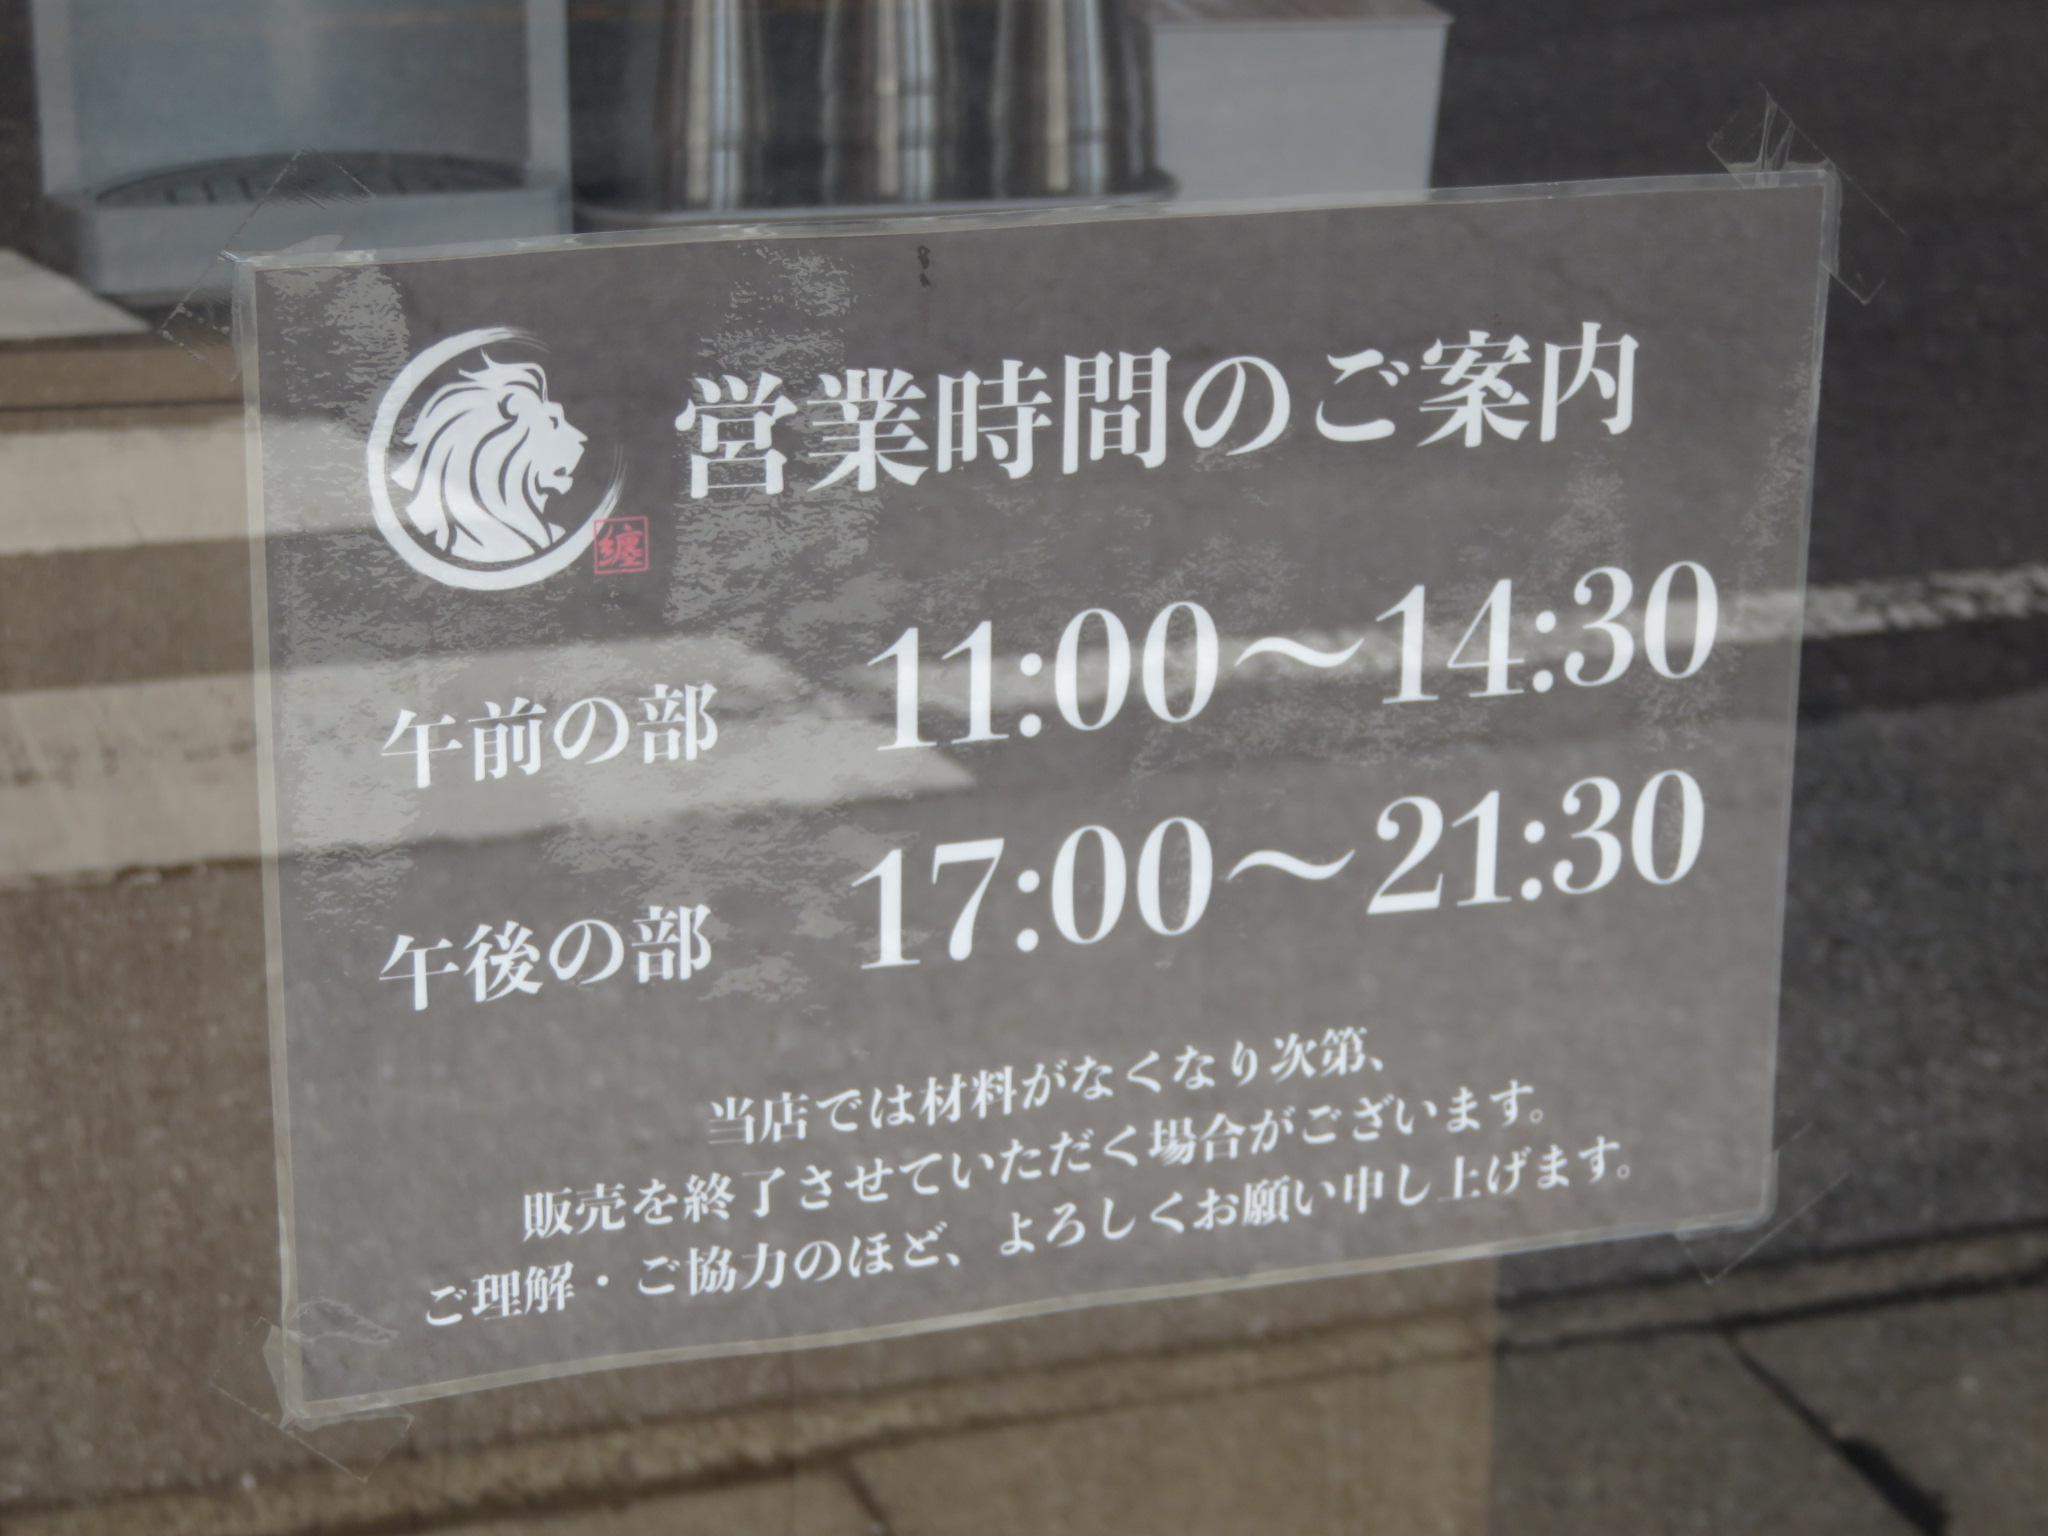 営業時間のご案内
纏
午前の部 11:00～14:30
午後の部 17:00～21:30
当店では材料がなくなり次第、
販売を終了させていただく場合がございます。
ご理解・ご協力のほど、よろしくお願い申し上げます。